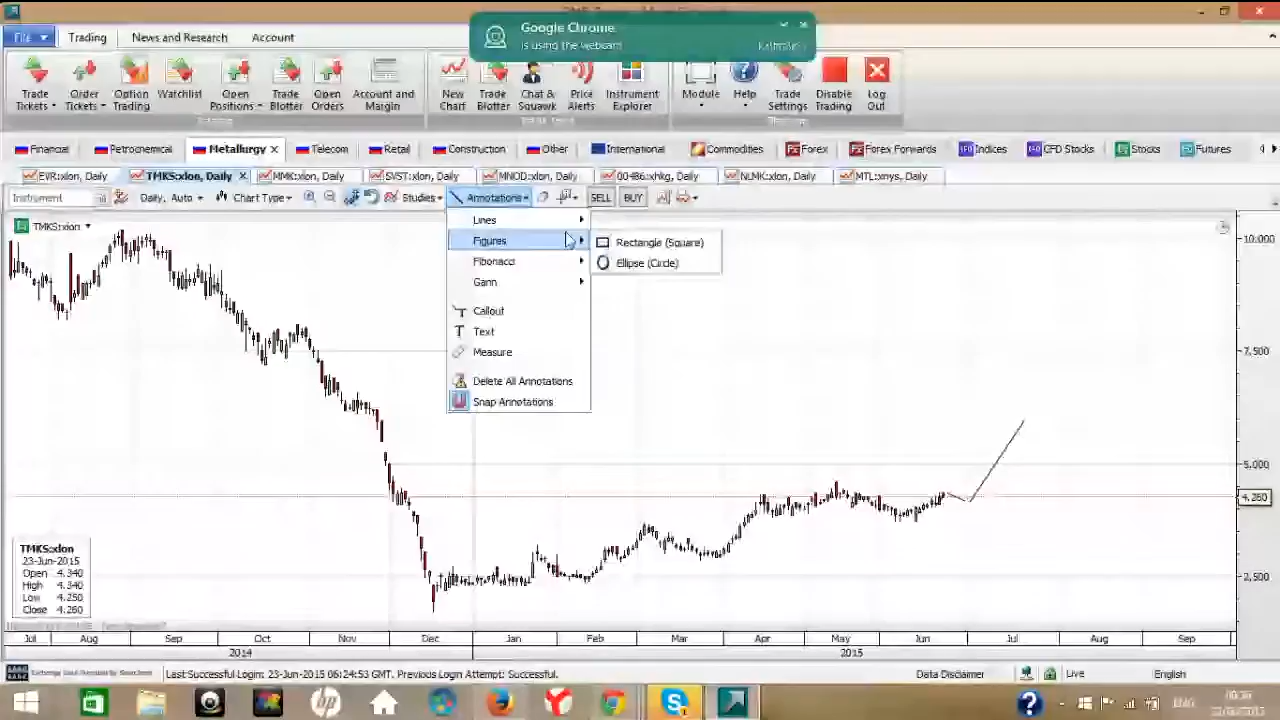 Google Chrome
is using the webcam
File
Trading
News and Research
Account
Trade Tickets
Order Tickets
Option Trading
Watchlist
Open Positions
Trade Blotter
Open Orders
Account and Margin
New Chart
Trade Blotter
Chat & Squawk
Price Alerts
Instrument Explorer
Module
Help
Trade Settings
Disable Trading
Log Out
Financial
Petrochemical
Metallurgy
Telecom
Retail
Construction
Other
International
Commodities
Forex
Forex Forwards
Indices
CFD Stocks
Stocks
Futures
EVR:xlon, Daily
TMKS:xlon, Daily
MMK:xlon, Daily
SVST:xlon, Daily
MNOD:xlon, Daily
00486:xhkg, Daily
NLMK:xlon, Daily
MTL:xnys, Daily
Instrument
Daily, Auto
Chart Type
Studies
Annotations
SELL
BUY
TMKS:xlon
Lines
Figures
Fibonacci
Gann
Callout
Text
Measure
Delete All Annotations
Snap Annotations
Rectangle (Square)
Ellipse (Circle)
10.000
7.500
5.000
4.260
2.500
TMKS:xlon
23-Jun-2015
Open 4.340
High 4.340
Low 4.250
Close 4.260
Jul Aug Sep Oct Nov Dec Jan Feb Mar Apr May Jun Jul Aug Sep
2014 2015
Last Successful Login: 23-Jun-2015 06:24:53 GMT. Previous Login Attempt: Successful.
Data Disclaimer
Live
English